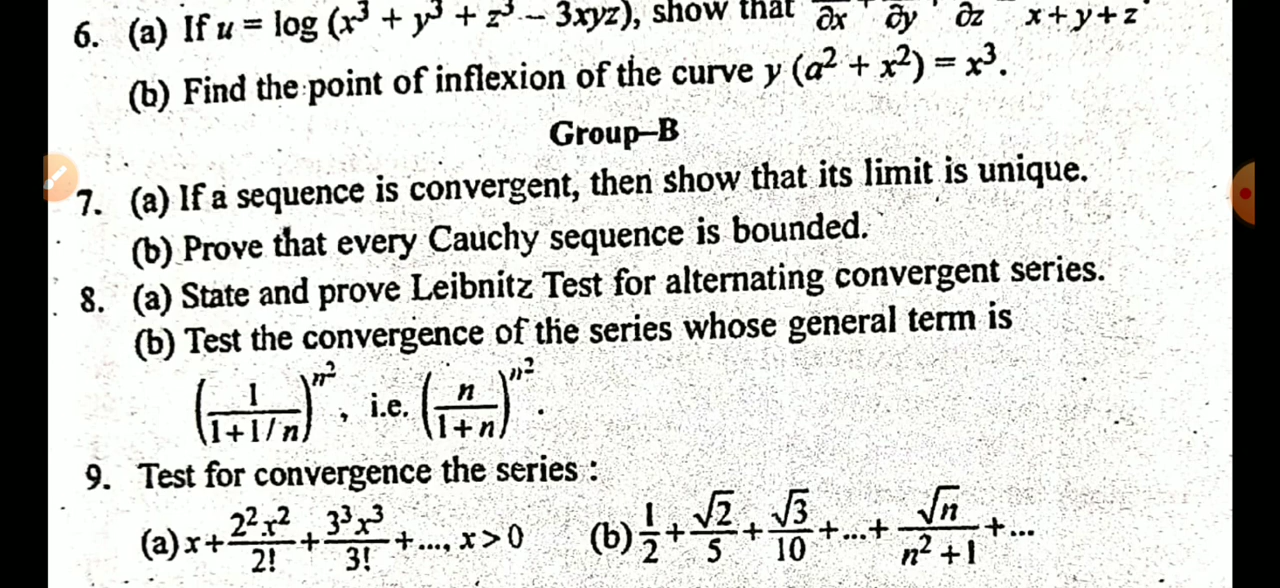 6. (a) If u = log (x³ + y³ + z³ – 3xyz), show that ∂x + ∂y + ∂z x+y+z
(b) Find the point of inflexion of the curve y (a² + x²) = x³.
Group–B
7. (a) If a sequence is convergent, then show that its limit is unique.
(b) Prove that every Cauchy sequence is bounded.
8. (a) State and prove Leibnitz Test for alternating convergent series.
(b) Test the convergence of the series whose general term is
(1/(1+1/n))^n², i.e. (n/(1+n))^n².
9. Test for convergence the series :
(a) x + 2²x²/2! + 3³x³/3! + ..., x > 0 (b) 1/2 + √2/5 + √3/10 + ... + √n/(n²+1) + ...